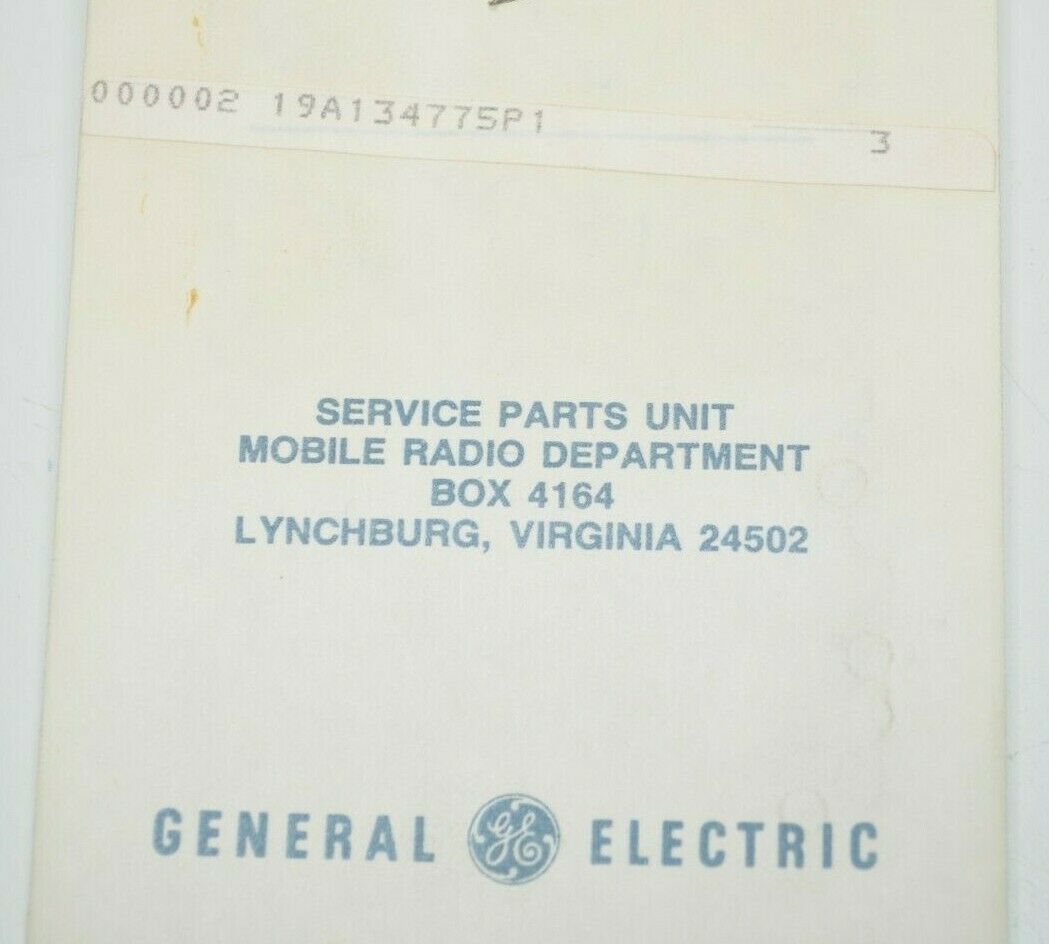 000002 19A134775P1 3
SERVICE PARTS UNIT
MOBILE RADIO DEPARTMENT
BOX 4164
LYNCHBURG, VIRGINIA 24502
GENERAL GE ELECTRIC